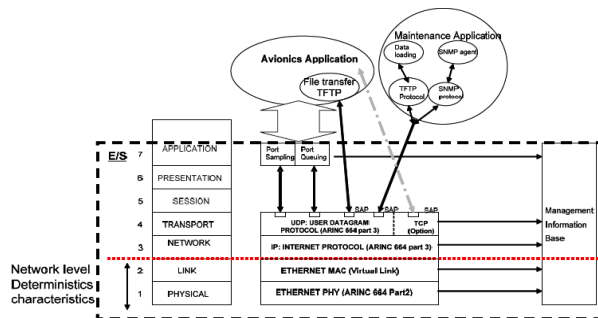 Maintenance Application
Data
loading
SNMP agent
Avionics Application
File transfer
TFTP
TFTP
Protocol
SNMP
protocol
E/S
7
APPLICATION
Port
Sampling
Port
Queuing
6
PRESENTATION
5
SESSION
SAP
SAP
SAP
4
TRANSPORT
UDP: USER DATAGRAM
PROTOCOL (ARINC 664 part 3)
TCP
(Option)
Management
Information
Base
3
NETWORK
IP: INTERNET PROTOCOL (ARINC 664 part 3)
Network level
Deterministics
characteristics
2
LINK
ETHERNET MAC (Virtual Link)
1
PHYSICAL
ETHERNET PHY (ARINC 664 Part2)